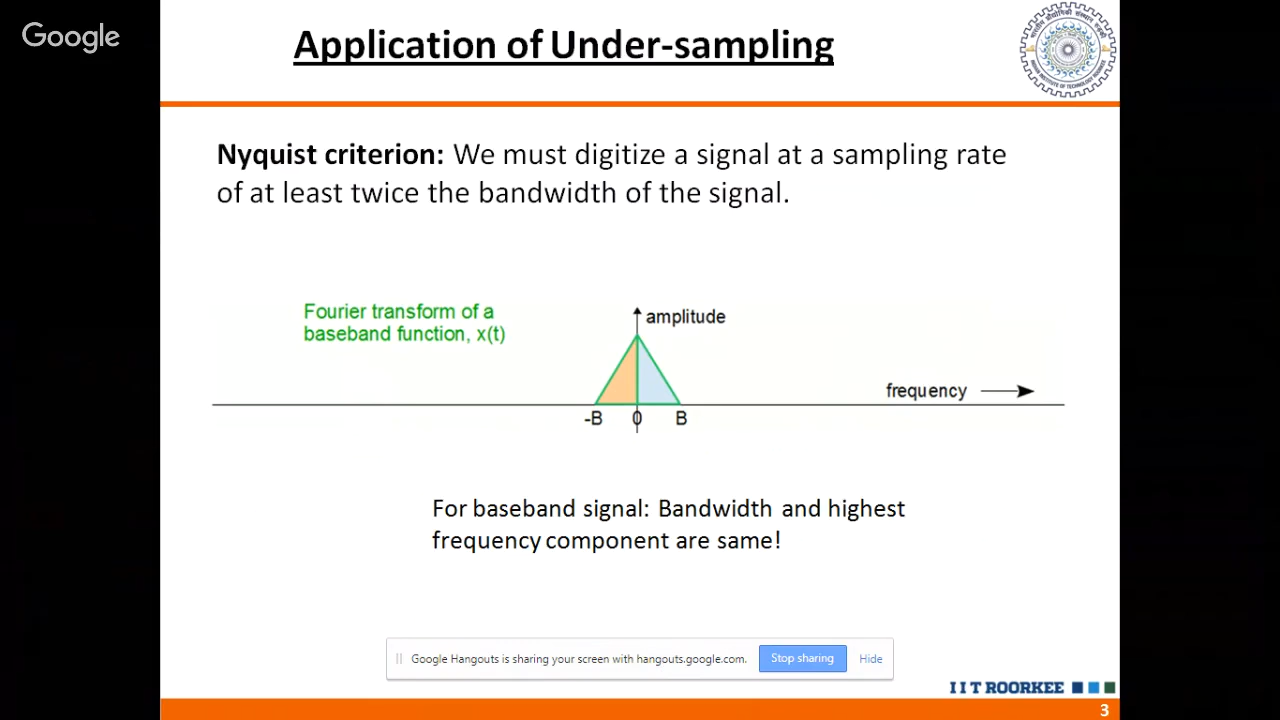 Google
Application of Under-sampling
Nyquist criterion: We must digitize a signal at a sampling rate
of at least twice the bandwidth of the signal.
Fourier transform of a
baseband function, x(t)
amplitude
frequency
-B
0
B
For baseband signal: Bandwidth and highest
frequency component are same!
Google Hangouts is sharing your screen with hangouts.google.com.
Stop sharing
Hide
I I T ROORKEE
3